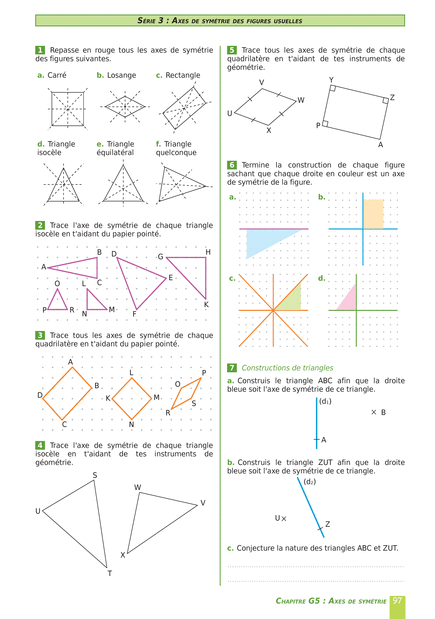 Série 3 : Axes de symétrie des figures usuelles
1 Repasse en rouge tous les axes de symétrie
des figures suivantes.
a. Carré b. Losange c. Rectangle
d. Triangle isocèle
e. Triangle équilatéral
f. Triangle quelconque
2 Trace l'axe de symétrie de chaque triangle
isocèle en t'aidant du papier pointé.
A B C D E F G H K
O P R L N M
3 Trace tous les axes de symétrie de chaque
quadrilatère en t'aidant du papier pointé.
A B C D
L M N K
P O S R
4 Trace l'axe de symétrie de chaque triangle
isocèle en t'aidant de tes instruments de
géométrie.
S U T
W V X
5 Trace tous les axes de symétrie de chaque
quadrilatère en t'aidant de tes instruments de
géométrie.
V W X U
Y Z A P
6 Termine la construction de chaque figure
sachant que chaque droite en couleur est un axe
de symétrie de la figure.
a. b.
c. d.
7 Constructions de triangles
a. Construis le triangle ABC afin que la droite
bleue soit l'axe de symétrie de ce triangle.
(d₁)
× B
A
b. Construis le triangle ZUT afin que la droite
bleue soit l'axe de symétrie de ce triangle.
(d₂)
U×
Z
c. Conjecture la nature des triangles ABC et ZUT.
Chapitre G5 : Axes de symétrie 97